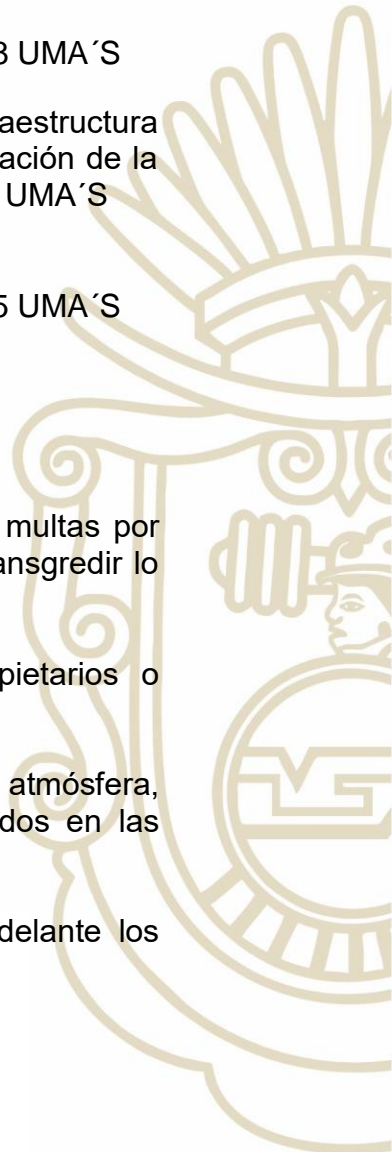 3 UMA´S
aestructura
ación de la
UMA´S
5 UMA´S
multas por
ansgredir lo
pietarios o
atmósfera,
dos en las
delante los